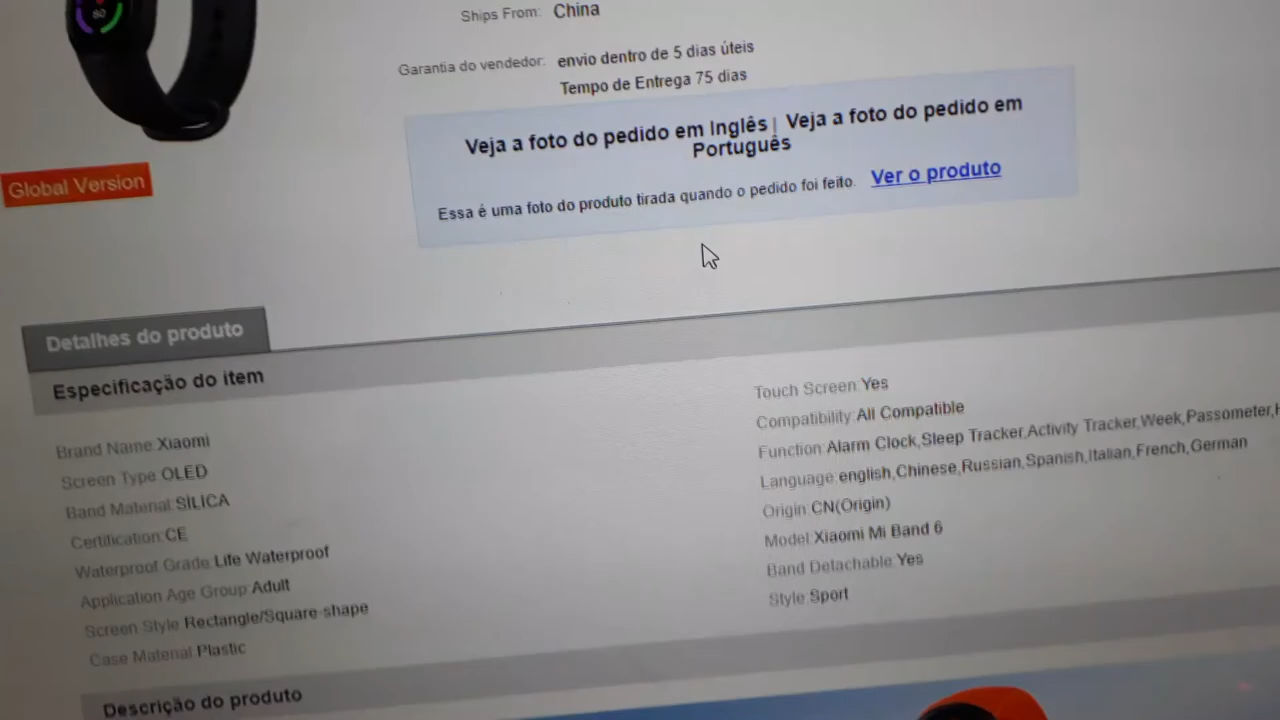 80
Ships From: China
Garantia do vendedor: envio dentro de 5 dias úteis
Tempo de Entrega 75 dias
Veja a foto do pedido em Inglês | Veja a foto do pedido em
Português
Essa é uma foto do produto tirada quando o pedido foi feito. Ver o produto
Global Version
Detalhes do produto
Especificação do item
Brand Name:Xiaomi
Screen Type:OLED
Band Material:SILICA
Certification:CE
Waterproof Grade:Life Waterproof
Application Age Group:Adult
Screen Style:Rectangle/Square-shape
Case Material:Plastic
Touch Screen:Yes
Compatibility:All Compatible
Function:Alarm Clock,Sleep Tracker,Activity Tracker,Week,Passometer,
Language:english,Chinese,Russian,Spanish,Italian,French,German
Origin:CN(Origin)
Model:Xiaomi Mi Band 6
Band Detachable:Yes
Style:Sport
Descrição do produto